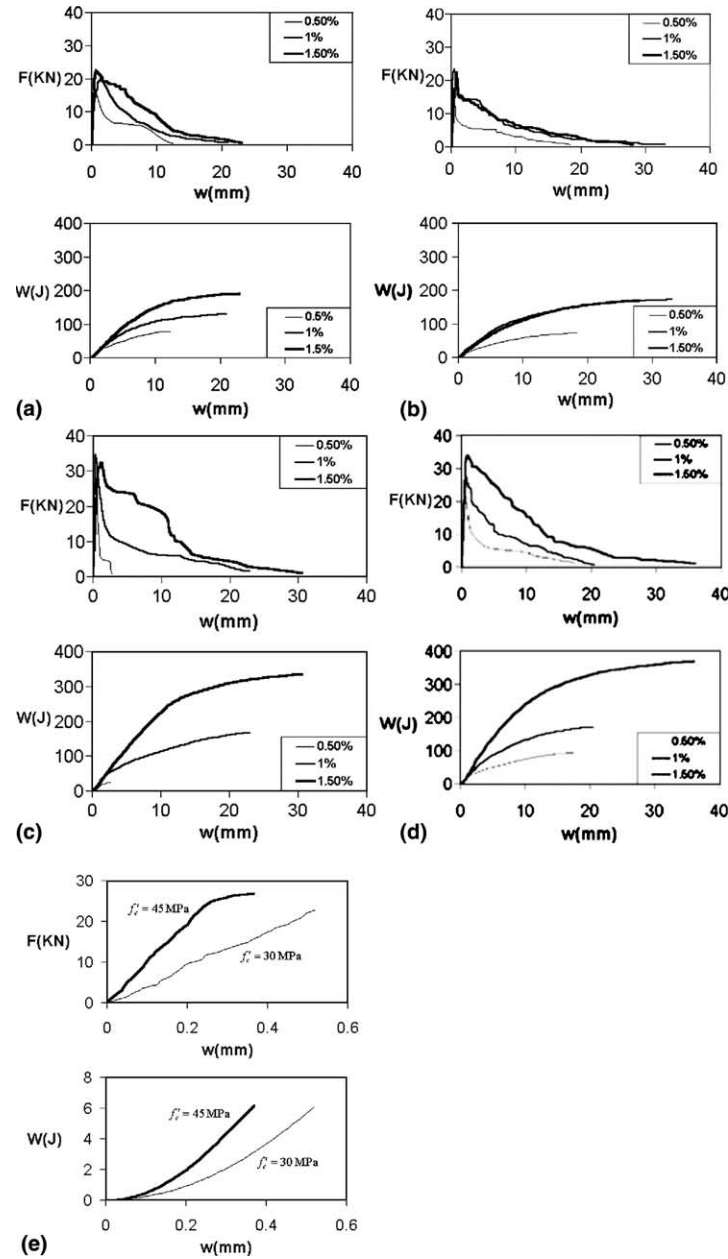 40
30
F(KN)
20
10
0
0 10 20 30 40
w(mm)
0.50%
1%
1.50%
40
30
F(KN)
20
10
0
0 10 20 30 40
w(mm)
0.50%
1%
1.50%
400
300
W(J)
200
100
0
0 10 20 30 40
w(mm)
0.5%
1%
1.5%
(a)
400
300
W(J)
200
100
0
0 10 20 30 40
w(mm)
0.50%
1%
1.50%
(b)
40
30
F(KN)
20
10
0
0 10 20 30 40
w(mm)
0.50%
1%
1.50%
40
30
F(KN)
20
10
0
0 10 20 30 40
w(mm)
0.50%
1%
1.50%
400
300
W(J)
200
100
0
0 10 20 30 40
w(mm)
0.50%
1%
1.50%
(c)
400
300
W(J)
200
100
0
0 10 20 30 40
w(mm)
0.50%
1%
1.50%
(d)
30
20
F(KN)
10
0
0 0.2 0.4 0.6
w(mm)
f'c = 45 MPa
f'c = 30 MPa
8
6
W(J)
4
2
0
0 0.2 0.4 0.6
w(mm)
f'c = 45 MPa
f'c = 30 MPa
(e)